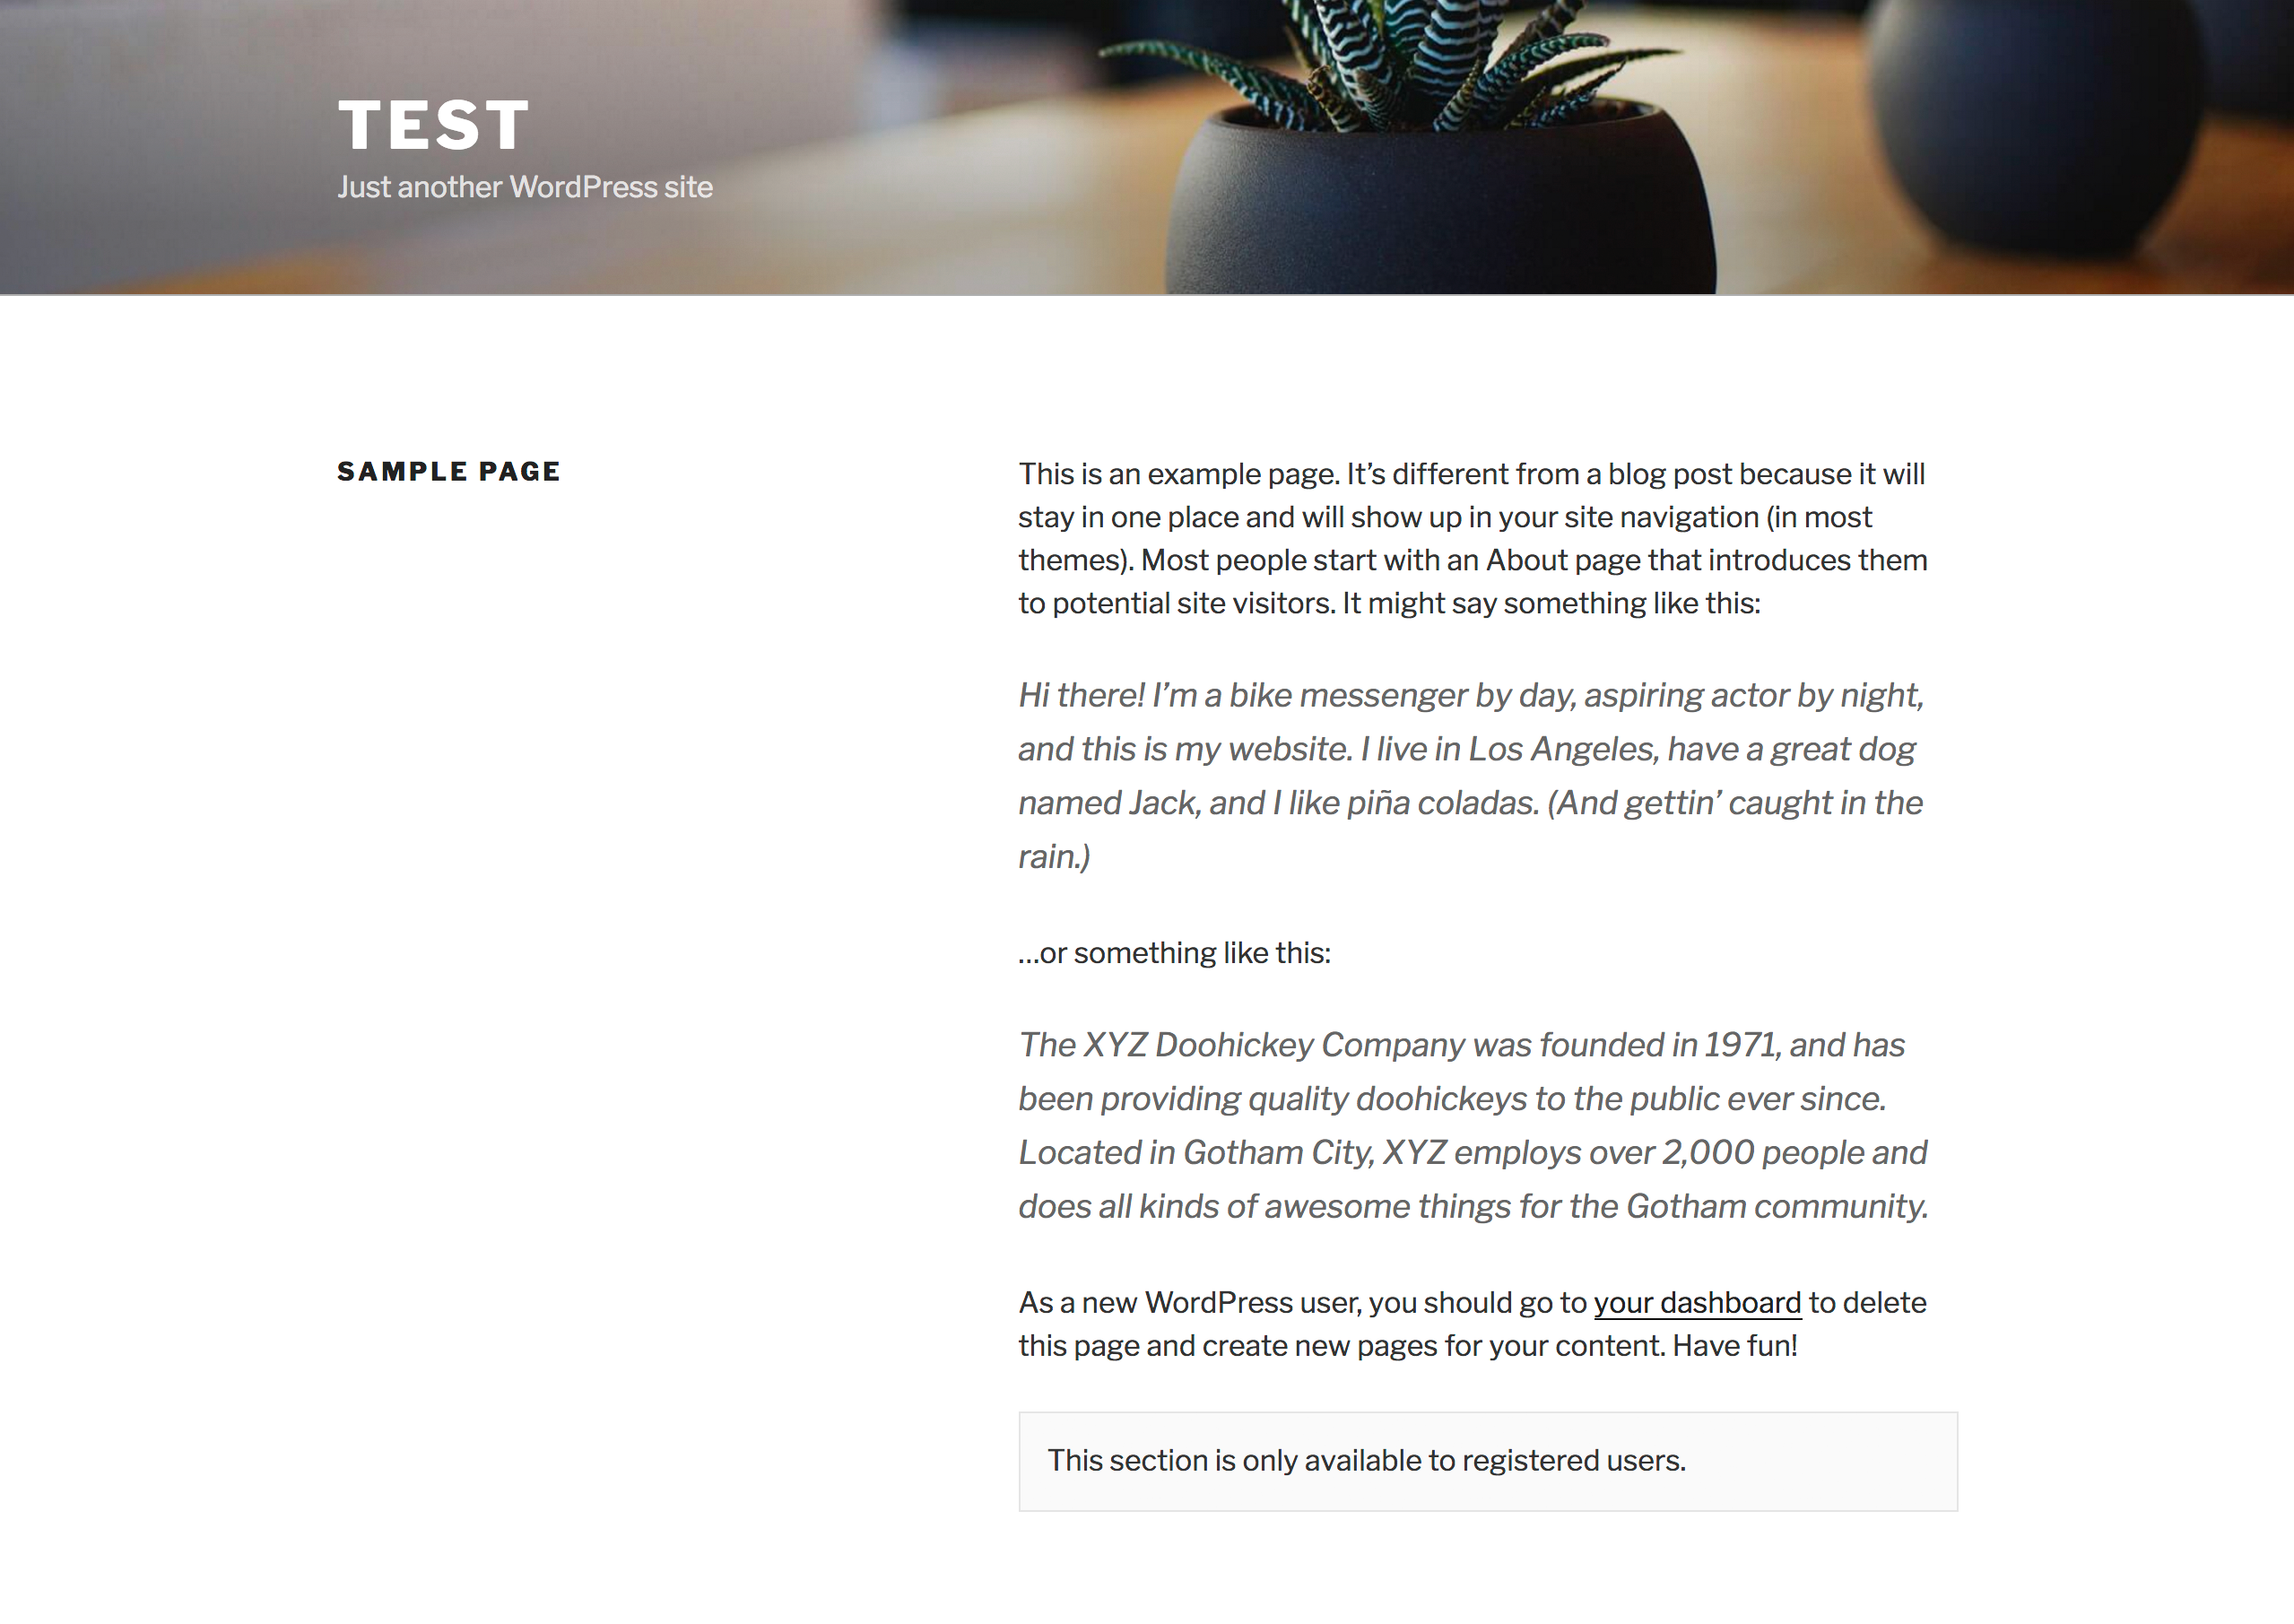 TEST
Just another WordPress site
SAMPLE PAGE
This is an example page. It’s different from a blog post because it will
stay in one place and will show up in your site navigation (in most
themes). Most people start with an About page that introduces them
to potential site visitors. It might say something like this:
Hi there! I’m a bike messenger by day, aspiring actor by night,
and this is my website. I live in Los Angeles, have a great dog
named Jack, and I like piña coladas. (And gettin’ caught in the
rain.)
…or something like this:
The XYZ Doohickey Company was founded in 1971, and has
been providing quality doohickeys to the public ever since.
Located in Gotham City, XYZ employs over 2,000 people and
does all kinds of awesome things for the Gotham community.
As a new WordPress user, you should go to your dashboard to delete
this page and create new pages for your content. Have fun!
This section is only available to registered users.